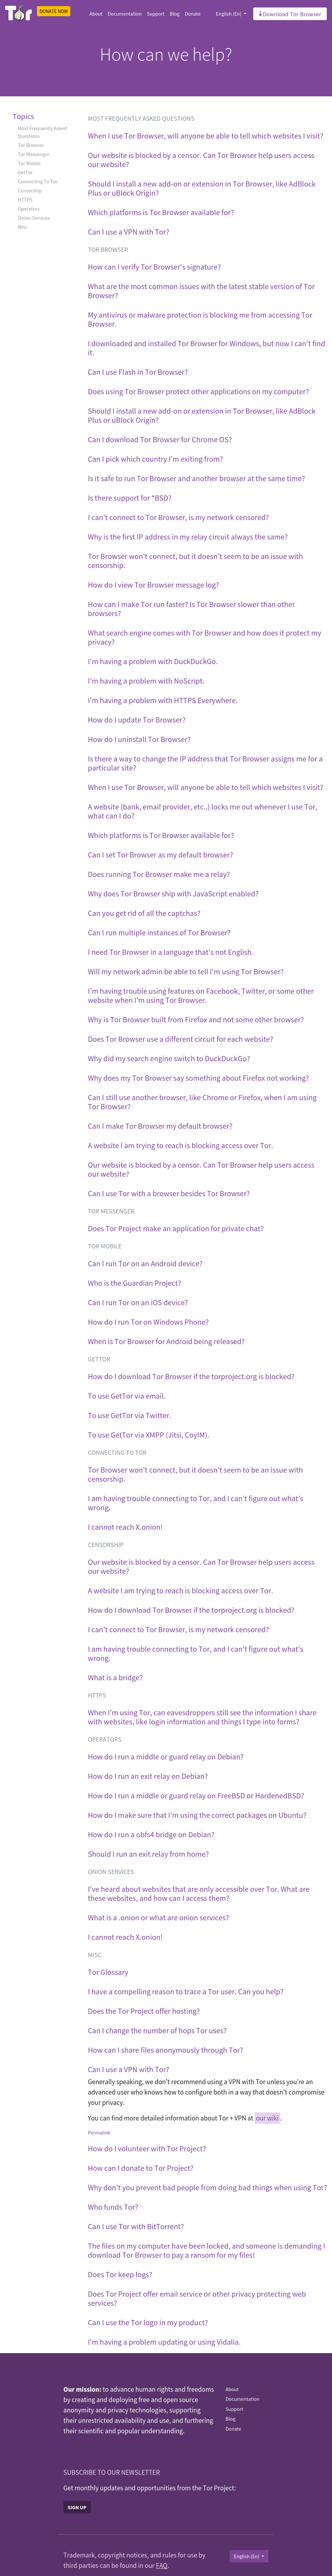 Tor
DONATE NOW
About
Documentation
Support
Blog
Donate
English (En)
Download Tor Browser
How can we help?
Topics
Most Frequently Asked
Questions
Tor Browser
Tor Messenger
Tor Mobile
GetTor
Connecting To Tor
Censorship
HTTPS
Operators
Onion Services
Misc
MOST FREQUENTLY ASKED QUESTIONS
When I use Tor Browser, will anyone be able to tell which websites I visit?
Our website is blocked by a censor. Can Tor Browser help users access
our website?
Should I install a new add-on or extension in Tor Browser, like AdBlock
Plus or uBlock Origin?
Which platforms is Tor Browser available for?
Can I use a VPN with Tor?
TOR BROWSER
How can I verify Tor Browser's signature?
What are the most common issues with the latest stable version of Tor
Browser?
My antivirus or malware protection is blocking me from accessing Tor
Browser.
I downloaded and installed Tor Browser for Windows, but now I can't find
it.
Can I use Flash in Tor Browser?
Does using Tor Browser protect other applications on my computer?
Should I install a new add-on or extension in Tor Browser, like AdBlock
Plus or uBlock Origin?
Can I download Tor Browser for Chrome OS?
Can I pick which country I'm exiting from?
Is it safe to run Tor Browser and another browser at the same time?
Is there support for *BSD?
I can't connect to Tor Browser, is my network censored?
Why is the first IP address in my relay circuit always the same?
Tor Browser won't connect, but it doesn't seem to be an issue with
censorship.
How do I view Tor Browser message log?
How can I make Tor run faster? Is Tor Browser slower than other
browsers?
What search engine comes with Tor Browser and how does it protect my
privacy?
I'm having a problem with DuckDuckGo.
I'm having a problem with NoScript.
I'm having a problem with HTTPS Everywhere.
How do I update Tor Browser?
How do I uninstall Tor Browser?
Is there a way to change the IP address that Tor Browser assigns me for a
particular site?
When I use Tor Browser, will anyone be able to tell which websites I visit?
A website (bank, email provider, etc..) locks me out whenever I use Tor,
what can I do?
Which platforms is Tor Browser available for?
Can I set Tor Browser as my default browser?
Does running Tor Browser make me a relay?
Why does Tor Browser ship with JavaScript enabled?
Can you get rid of all the captchas?
Can I run multiple instances of Tor Browser?
I need Tor Browser in a language that's not English.
Will my network admin be able to tell I'm using Tor Browser?
I'm having trouble using features on Facebook, Twitter, or some other
website when I'm using Tor Browser.
Why is Tor Browser built from Firefox and not some other browser?
Does Tor Browser use a different circuit for each website?
Why did my search engine switch to DuckDuckGo?
Why does my Tor Browser say something about Firefox not working?
Can I still use another browser, like Chrome or Firefox, when I am using
Tor Browser?
Can I make Tor Browser my default browser?
A website I am trying to reach is blocking access over Tor.
Our website is blocked by a censor. Can Tor Browser help users access
our website?
Can I use Tor with a browser besides Tor Browser?
TOR MESSENGER
Does Tor Project make an application for private chat?
TOR MOBILE
Can I run Tor on an Android device?
Who is the Guardian Project?
Can I run Tor on an iOS device?
How do I run Tor on Windows Phone?
When is Tor Browser for Android being released?
GETTOR
How do I download Tor Browser if the torproject.org is blocked?
To use GetTor via email.
To use GetTor via Twitter.
To use GetTor via XMPP (Jitsi, CoyIM).
CONNECTING TO TOR
Tor Browser won't connect, but it doesn't seem to be an issue with
censorship.
I am having trouble connecting to Tor, and I can't figure out what's
wrong.
I cannot reach X.onion!
CENSORSHIP
Our website is blocked by a censor. Can Tor Browser help users access
our website?
A website I am trying to reach is blocking access over Tor.
How do I download Tor Browser if the torproject.org is blocked?
I can't connect to Tor Browser, is my network censored?
I am having trouble connecting to Tor, and I can't figure out what's
wrong.
What is a bridge?
HTTPS
When I'm using Tor, can eavesdroppers still see the information I share
with websites, like login information and things I type into forms?
OPERATORS
How do I run a middle or guard relay on Debian?
How do I run an exit relay on Debian?
How do I run a middle or guard relay on FreeBSD or HardenedBSD?
How do I make sure that I'm using the correct packages on Ubuntu?
How do I run a obfs4 bridge on Debian?
Should I run an exit relay from home?
ONION SERVICES
I've heard about websites that are only accessible over Tor. What are
these websites, and how can I access them?
What is a .onion or what are onion services?
I cannot reach X.onion!
MISC
Tor Glossary
I have a compelling reason to trace a Tor user. Can you help?
Does the Tor Project offer hosting?
Can I change the number of hops Tor uses?
How can I share files anonymously through Tor?
Can I use a VPN with Tor?
Generally speaking, we don't recommend using a VPN with Tor unless you're an
advanced user who knows how to configure both in a way that doesn't compromise
your privacy.
You can find more detailed information about Tor + VPN at our wiki.
Permalink
How do I volunteer with Tor Project?
How can I donate to Tor Project?
Why don't you prevent bad people from doing bad things when using Tor?
Who funds Tor?
Can I use Tor with BitTorrent?
The files on my computer have been locked, and someone is demanding I
download Tor Browser to pay a ransom for my files!
Does Tor keep logs?
Does Tor Project offer email service or other privacy protecting web
services?
Can I use the Tor logo in my product?
I'm having a problem updating or using Vidalia.
Our mission: to advance human rights and freedoms
by creating and deploying free and open source
anonymity and privacy technologies, supporting
their unrestricted availability and use, and furthering
their scientific and popular understanding.
About
Documentation
Support
Blog
Donate
SUBSCRIBE TO OUR NEWSLETTER
Get monthly updates and opportunities from the Tor Project:
SIGN UP
Trademark, copyright notices, and rules for use by
third parties can be found in our FAQ.
English (En)